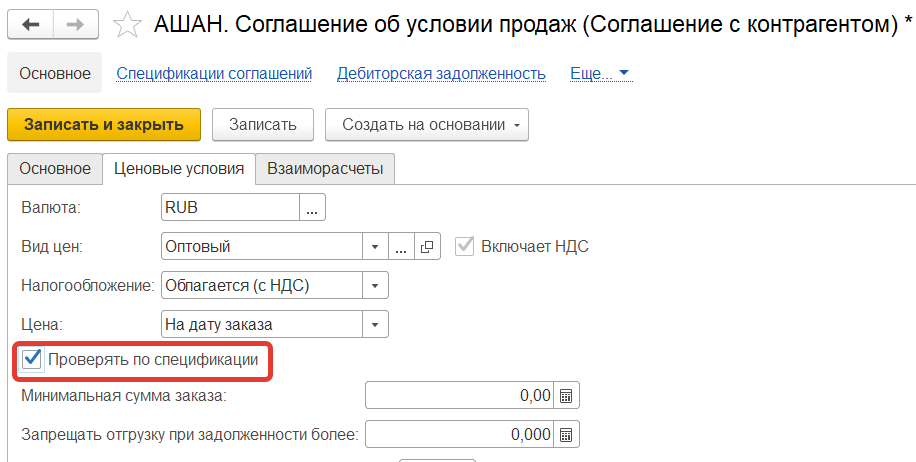 АШАН. Соглашение об условии продаж (Соглашение с контрагентом) *
Основное Спецификации соглашений Дебиторская задолженность Еще...
Записать и закрыть Записать Создать на основании
Основное Ценовые условия Взаиморасчеты
Валюта: RUB ...
Вид цен: Оптовый ... Включает НДС
Налогообложение: Облагается (с НДС)
Цена: На дату заказа
Проверять по спецификации
Минимальная сумма заказа: 0,00
Запрещать отгрузку при задолженности более: 0,000